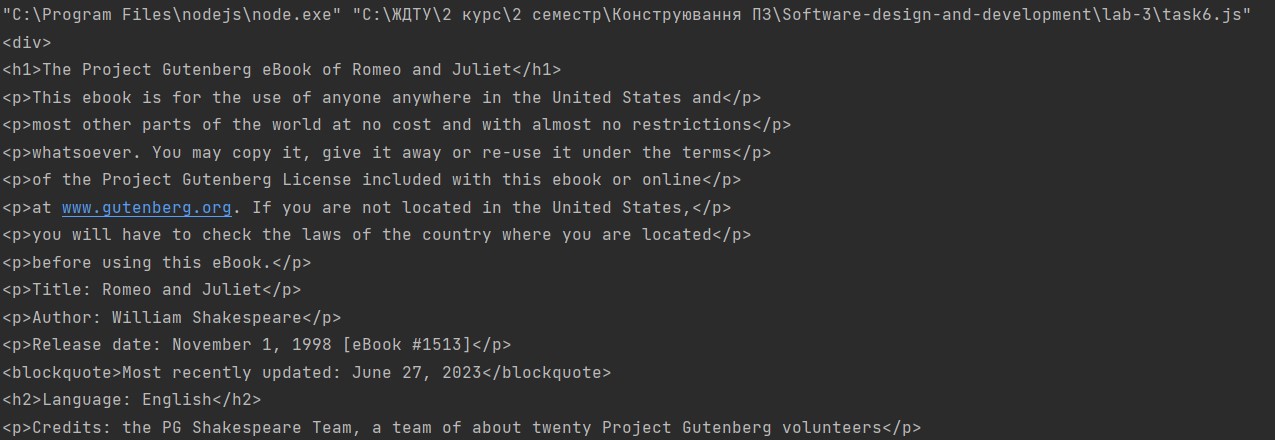 "C:\Program Files\nodejs\node.exe" "C:\ЖДТУ\2 курс\2 семестр\Конструювання ПЗ\Software-design-and-development\lab-3\task6.js"
<div>
<h1>The Project Gutenberg eBook of Romeo and Juliet</h1>
<p>This ebook is for the use of anyone anywhere in the United States and</p>
<p>most other parts of the world at no cost and with almost no restrictions</p>
<p>whatsoever. You may copy it, give it away or re-use it under the terms</p>
<p>of the Project Gutenberg License included with this ebook or online</p>
<p>at www.gutenberg.org. If you are not located in the United States,</p>
<p>you will have to check the laws of the country where you are located</p>
<p>before using this eBook.</p>
<p>Title: Romeo and Juliet</p>
<p>Author: William Shakespeare</p>
<p>Release date: November 1, 1998 [eBook #1513]</p>
<blockquote>Most recently updated: June 27, 2023</blockquote>
<h2>Language: English</h2>
<p>Credits: the PG Shakespeare Team, a team of about twenty Project Gutenberg volunteers</p>